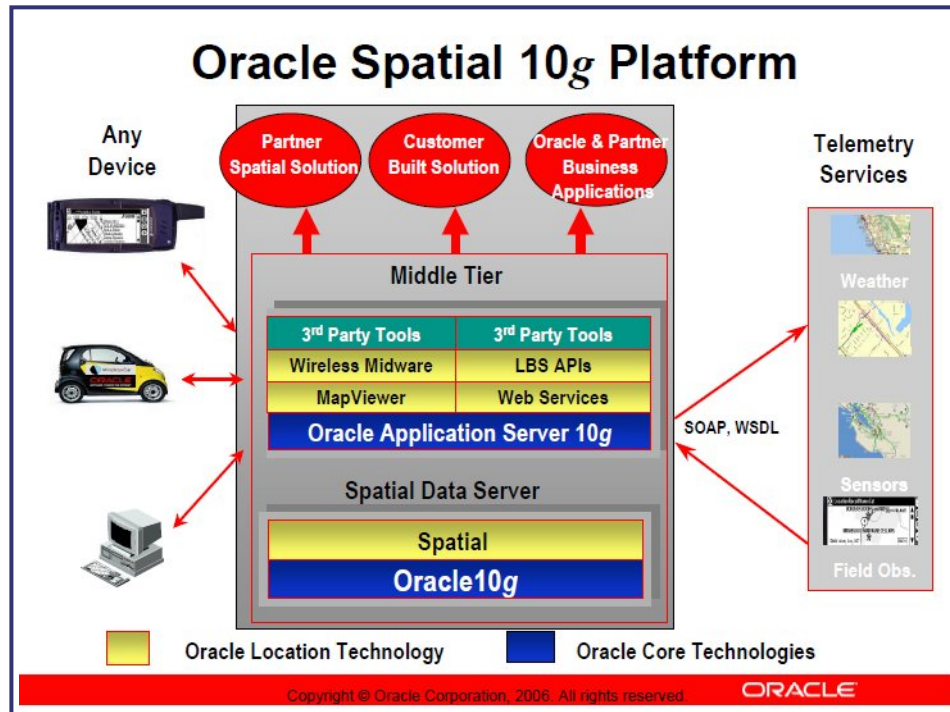 Oracle Spatial 10g Platform
Any
Device
Partner
Spatial Solution
Customer
Built Solution
Oracle & Partner
Business
Applications
Telemetry
Services
Middle Tier
3rd Party Tools
3rd Party Tools
Wireless Midware
LBS APIs
MapViewer
Web Services
Oracle Application Server 10g
SOAP, WSDL
Weather
Sensors
Field Obs.
Spatial Data Server
Spatial
Oracle10g
ORACLE
Oracle Location Technology
Oracle Core Technologies
Copyright © Oracle Corporation, 2006. All rights reserved.
ORACLE